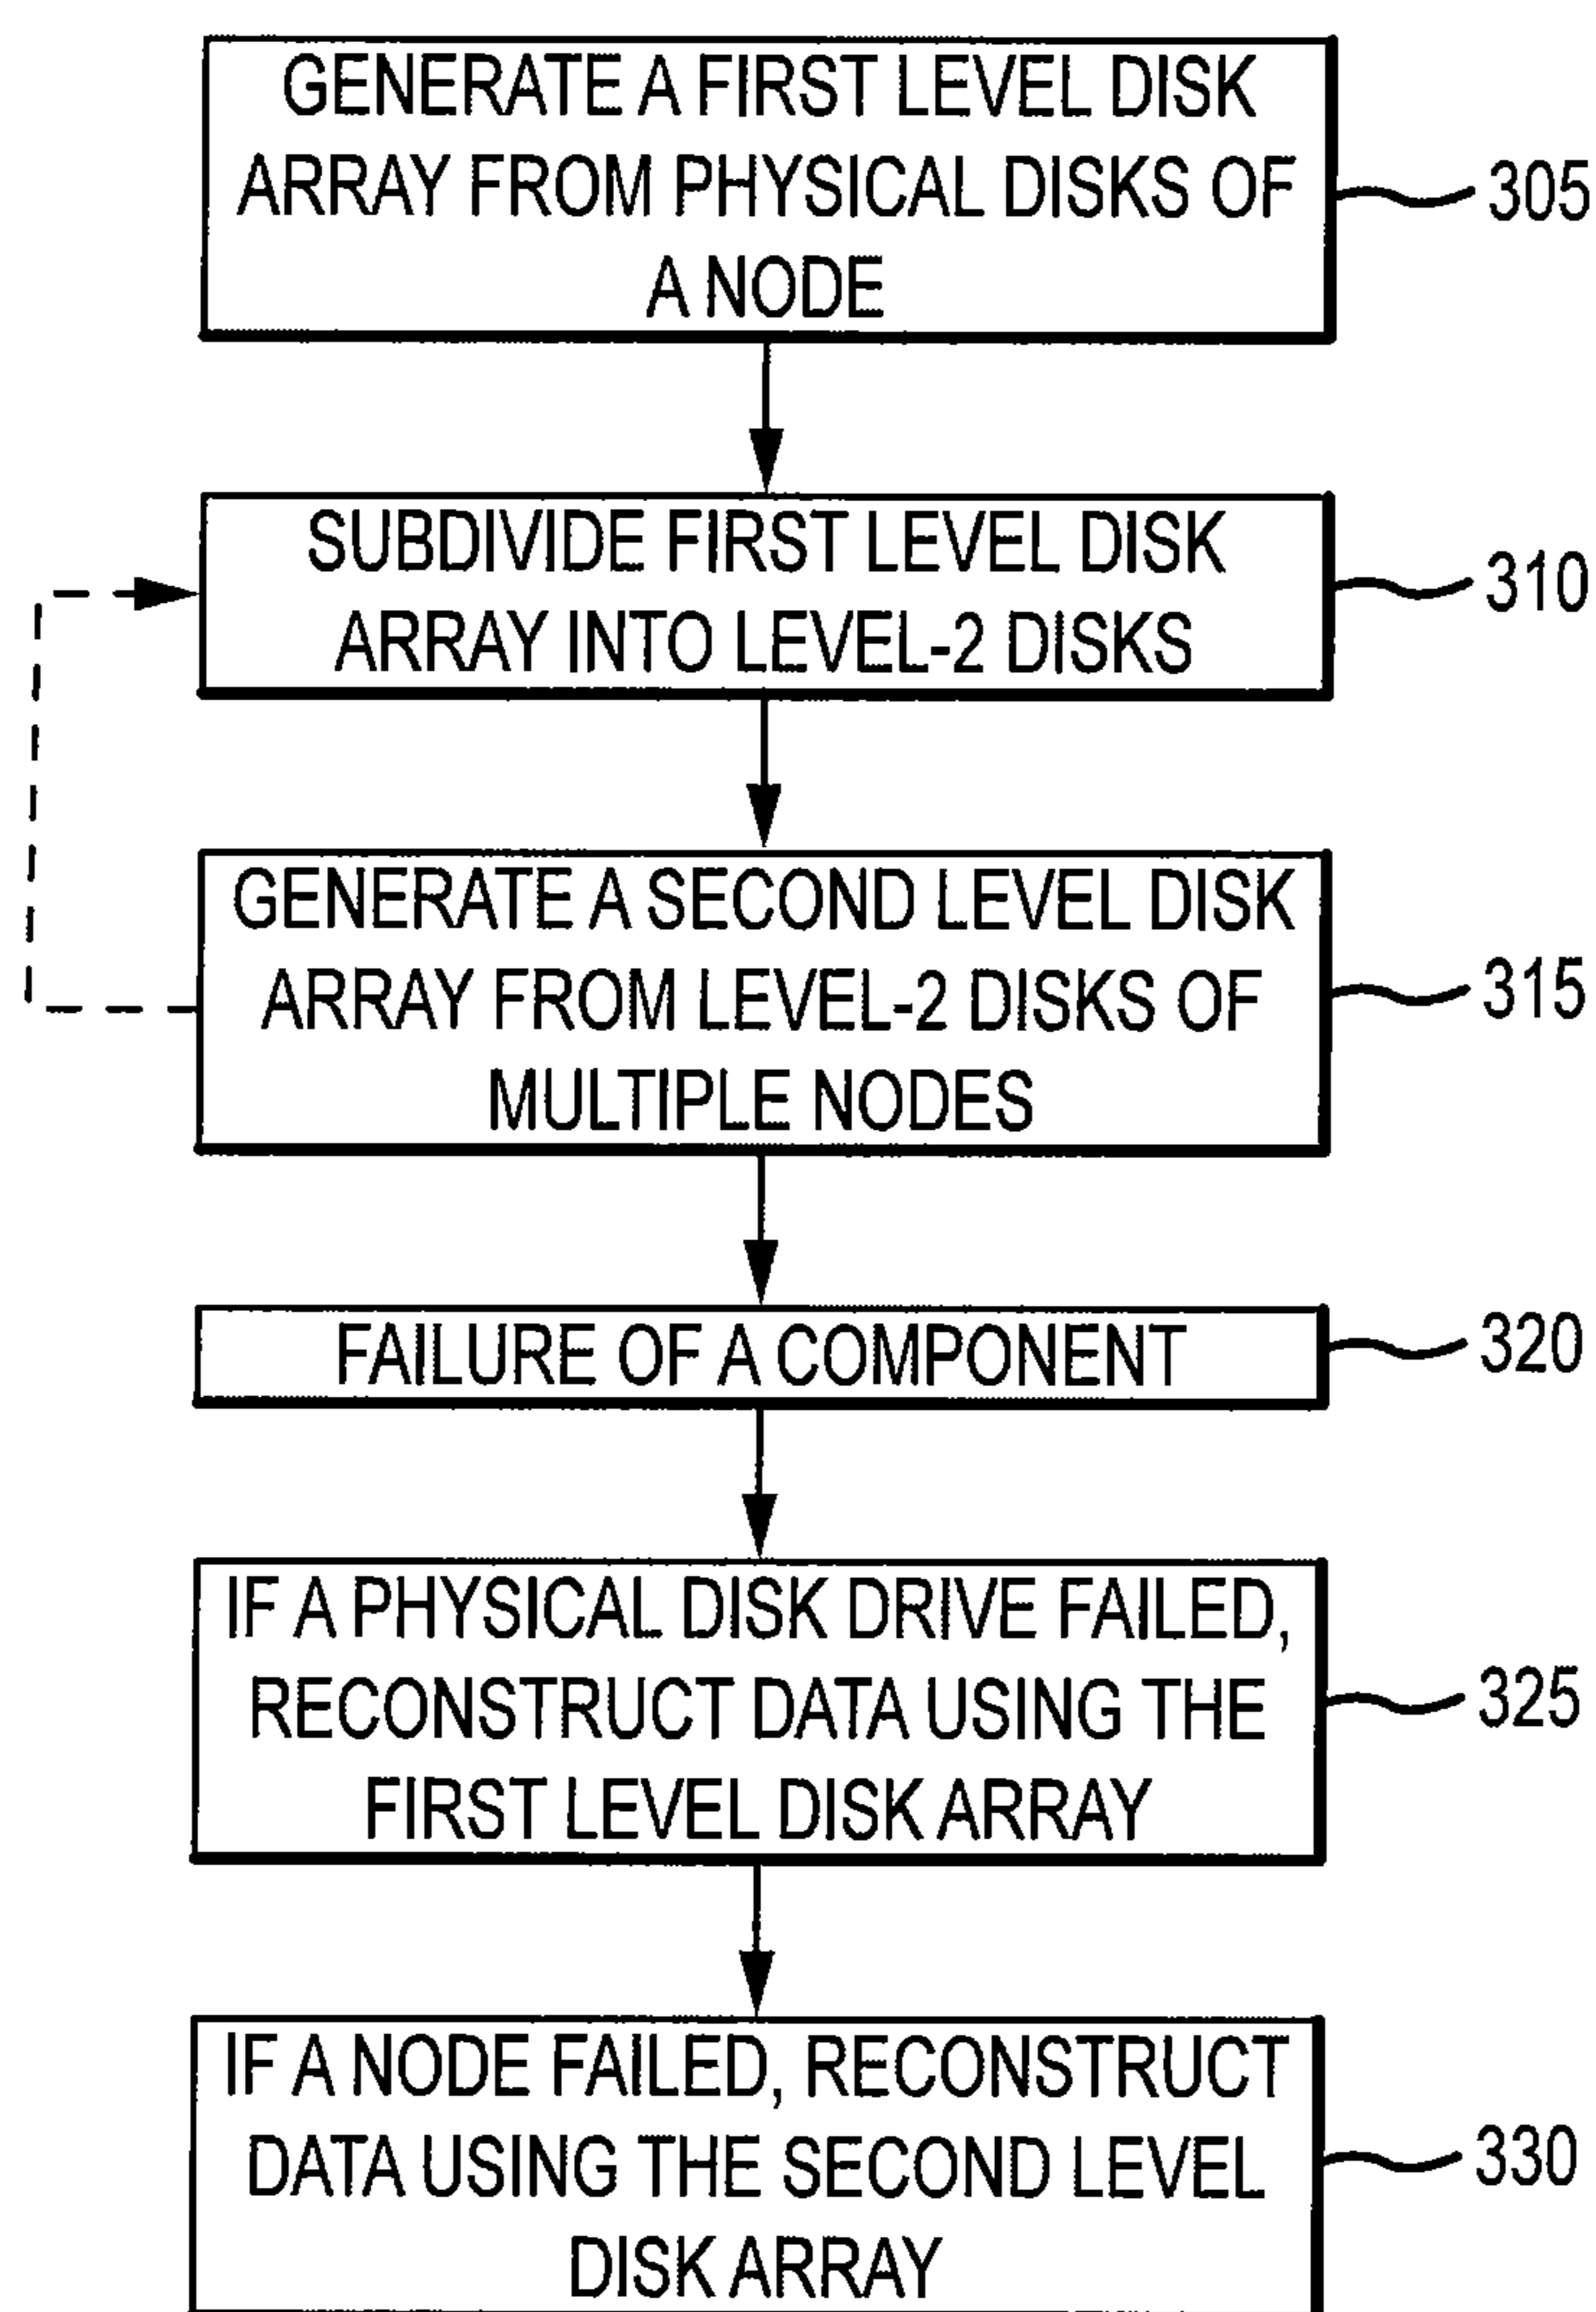 GENERATE A FIRST LEVEL DISK
ARRAY FROM PHYSICAL DISKS OF
A NODE
305
SUBDIVIDE FIRST LEVEL DISK
ARRAY INTO LEVEL-2 DISKS
310
GENERATE A SECOND LEVEL DISK
ARRAY FROM LEVEL-2 DISKS OF
MULTIPLE NODES
315
FAILURE OF A COMPONENT
320
IF A PHYSICAL DISK DRIVE FAILED,
RECONSTRUCT DATA USING THE
FIRST LEVEL DISK ARRAY
325
IF A NODE FAILED, RECONSTRUCT
DATA USING THE SECOND LEVEL
DISK ARRAY
330